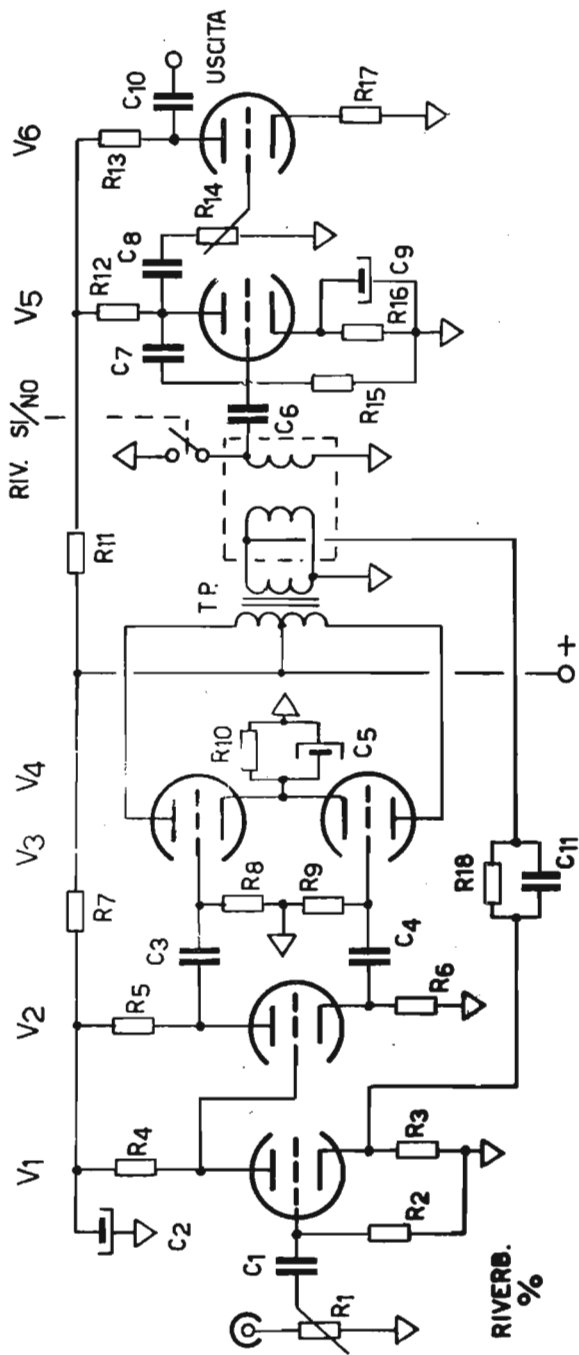 V1
V2
V3
V4
RIV. SI/NO
V5
V6
C2
R4
R5
R7
R11
R12
R13
C10
USCITA
C1
R1
R2
R3
R6
C3
C4
R8
R9
R10
C5
T.P.
C6
C7
C8
R14
R15
R16
C9
R17
R18
C11
+
RIVERB.
%